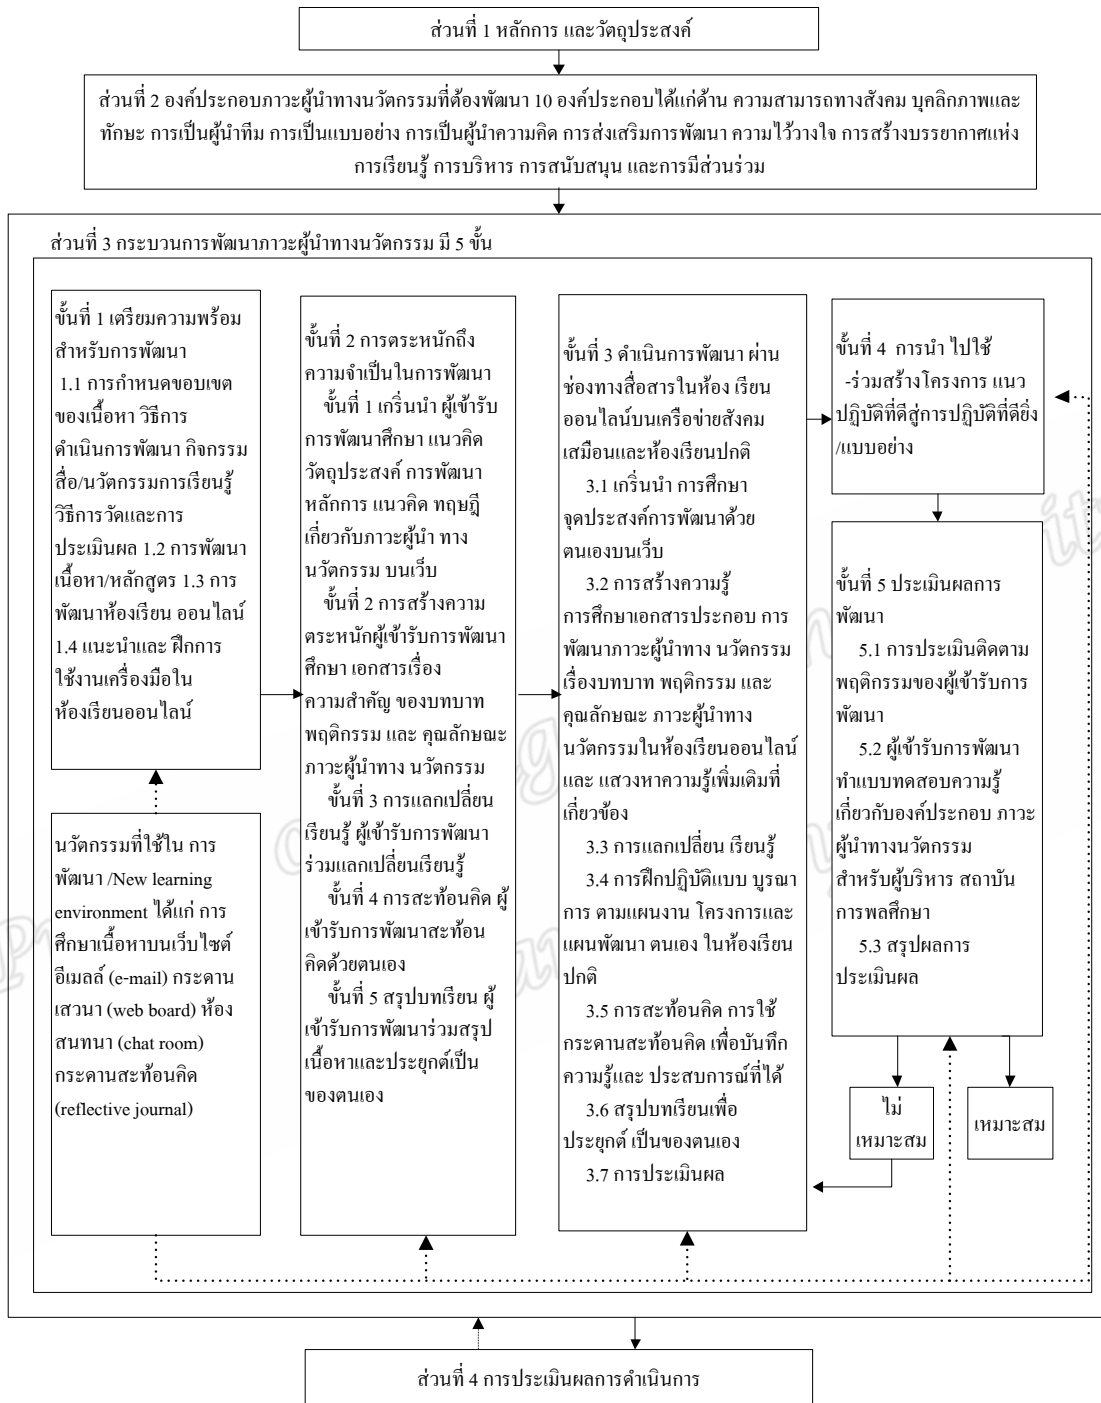 ส่วนที่ 1 หลักการ และวัตถุประสงค์
ส่วนที่ 2 องค์ประกอบภาวะผู้นำทางนวัตกรรมที่ต้องพัฒนา 10 องค์ประกอบได้แก่ด้าน ความสามารถทางสังคม บุคลิกภาพและ
ทักษะ การเป็นผู้นำทีม การเป็นแบบอย่าง การเป็นผู้นำความคิด การส่งเสริมการพัฒนา ความไว้วางใจ การสร้างบรรยากาศแห่ง
การเรียนรู้ การบริหาร การสนับสนุน และการมีส่วนร่วม
ส่วนที่ 3 กระบวนการพัฒนาภาวะผู้นำทางนวัตกรรม มี 5 ขั้น
ขั้นที่ 1 เตรียมความพร้อม
สำหรับการพัฒนา
1.1 การกำหนดขอบเขต
ของเนื้อหา วิธีการ
ดำเนินการพัฒนา กิจกรรม
สื่อ/นวัตกรรมการเรียนรู้
วิธีการวัดและการ
ประเมินผล 1.2 การพัฒนา
เนื้อหา/หลักสูตร 1.3 การ
พัฒนาห้องเรียน ออนไลน์
1.4 แนะนำและ ฝึกการ
ใช้งานเครื่องมือใน
ห้องเรียนออนไลน์
นวัตกรรมที่ใช้ใน การ
พัฒนา /New learning
environment ได้แก่ การ
ศึกษาเนื้อหาบนเว็บไซต์
อีเมลล์ (e-mail) กระดาน
เสวนา (web board) ห้อง
สนทนา (chat room)
กระดานสะท้อนคิด
(reflective journal)
ขั้นที่ 2 การตระหนักถึง
ความจำเป็นในการพัฒนา
ขั้นที่ 1 เกริ่นนำ ผู้เข้ารับ
การพัฒนาศึกษา แนวคิด
วัตถุประสงค์ การพัฒนา
หลักการ แนวคิด ทฤษฎี
เกี่ยวกับภาวะผู้นำ ทาง
นวัตกรรม บนเว็บ
ขั้นที่ 2 การสร้างความ
ตระหนักผู้เข้ารับการพัฒนา
ศึกษา เอกสารเรื่อง
ความสำคัญ ของบทบาท
พฤติกรรม และ คุณลักษณะ
ภาวะผู้นำทาง นวัตกรรม
ขั้นที่ 3 การแลกเปลี่ยน
เรียนรู้ ผู้เข้ารับการพัฒนา
ร่วมแลกเปลี่ยนเรียนรู้
ขั้นที่ 4 การสะท้อนคิด ผู้
เข้ารับการพัฒนาสะท้อน
คิดด้วยตนเอง
ขั้นที่ 5 สรุปบทเรียน ผู้
เข้ารับการพัฒนาร่วมสรุป
เนื้อหาและประยุกต์เป็น
ของตนเอง
ขั้นที่ 3 ดำเนินการพัฒนา ผ่าน
ช่องทางสื่อสารในห้อง เรียน
ออนไลน์บนเครือข่ายสังคม
เสมือนและห้องเรียนปกติ
3.1 เกริ่นนำ การศึกษา
จุดประสงค์การพัฒนาด้วย
ตนเองบนเว็บ
3.2 การสร้างความรู้
การศึกษาเอกสารประกอบ การ
พัฒนาภาวะผู้นำทาง นวัตกรรม
เรื่องบทบาท พฤติกรรม และ
คุณลักษณะ ภาวะผู้นำทาง
นวัตกรรมในห้องเรียนออนไลน์
และ แสวงหาความรู้เพิ่มเติมที่
เกี่ยวข้อง
3.3 การแลกเปลี่ยน เรียนรู้
3.4 การฝึกปฏิบัติแบบ บูรณา
การ ตามแผนงาน โครงการและ
แผนพัฒนา ตนเอง ในห้องเรียน
ปกติ
3.5 การสะท้อนคิด การใช้
กระดานสะท้อนคิด เพื่อบันทึก
ความรู้และ ประสบการณ์ที่ได้
3.6 สรุปบทเรียนเพื่อ
ประยุกต์ เป็นของตนเอง
3.7 การประเมินผล
ขั้นที่ 4 การนำ ไปใช้
-ร่วมสร้างโครงการ แนว
ปฏิบัติที่ดีสู่การปฏิบัติที่ดียิ่ง
/แบบอย่าง
ขั้นที่ 5 ประเมินผลการ
พัฒนา
5.1 การประเมินติดตาม
พฤติกรรมของผู้เข้ารับการ
พัฒนา
5.2 ผู้เข้ารับการพัฒนา
ทำแบบทดสอบความรู้
เกี่ยวกับองค์ประกอบ ภาวะ
ผู้นำทางนวัตกรรม
สำหรับผู้บริหาร สถาบัน
การพลศึกษา
5.3 สรุปผลการ
ประเมินผล
ไม่
เหมาะสม
เหมาะสม
ส่วนที่ 4 การประเมินผลการดำเนินการ